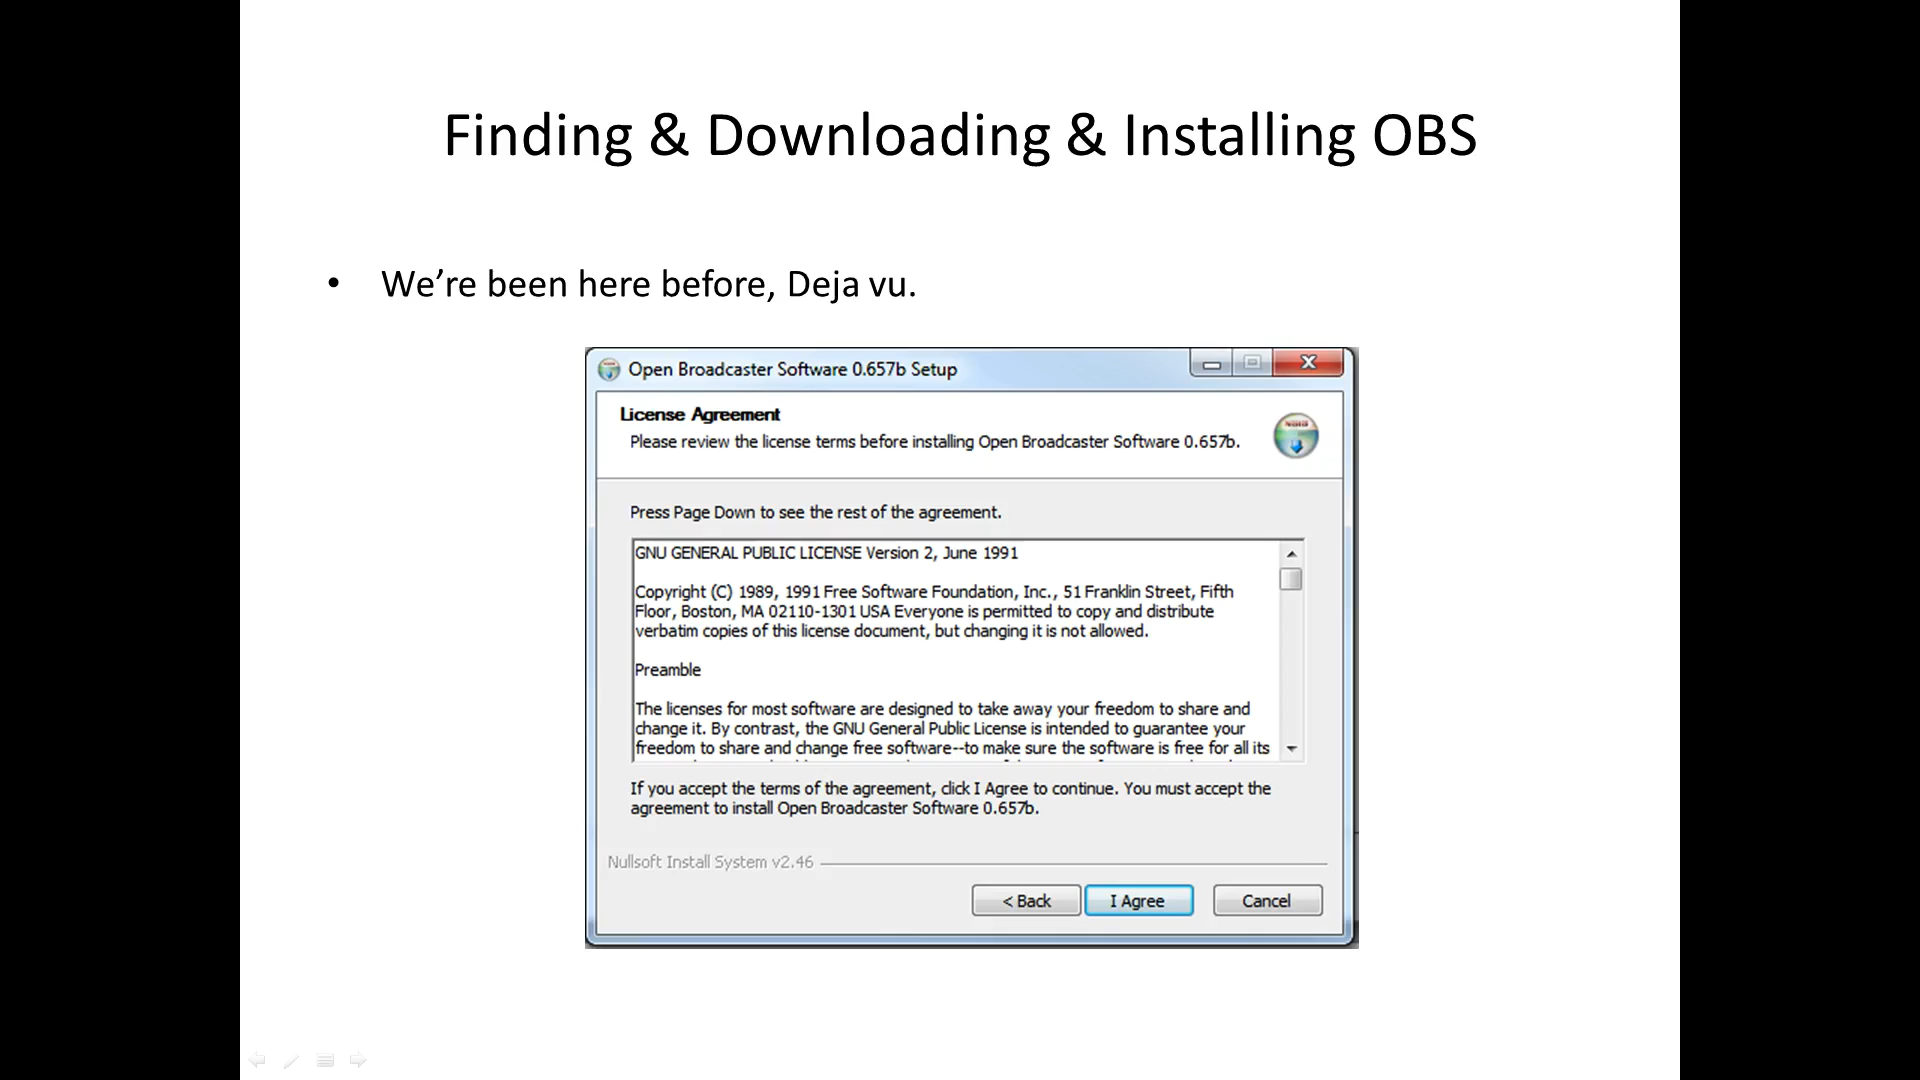 Finding & Downloading & Installing OBS
• We’re been here before, Deja vu.
Open Broadcaster Software 0.657b Setup
License Agreement
Please review the license terms before installing Open Broadcaster Software 0.657b.
Press Page Down to see the rest of the agreement.
GNU GENERAL PUBLIC LICENSE Version 2, June 1991
Copyright (C) 1989, 1991 Free Software Foundation, Inc., 51 Franklin Street, Fifth
Floor, Boston, MA 02110-1301 USA Everyone is permitted to copy and distribute
verbatim copies of this license document, but changing it is not allowed.
Preamble
The licenses for most software are designed to take away your freedom to share and
change it. By contrast, the GNU General Public License is intended to guarantee your
freedom to share and change free software--to make sure the software is free for all its
If you accept the terms of the agreement, click I Agree to continue. You must accept the
agreement to install Open Broadcaster Software 0.657b.
Nullsoft Install System v2.46
< Back
I Agree
Cancel